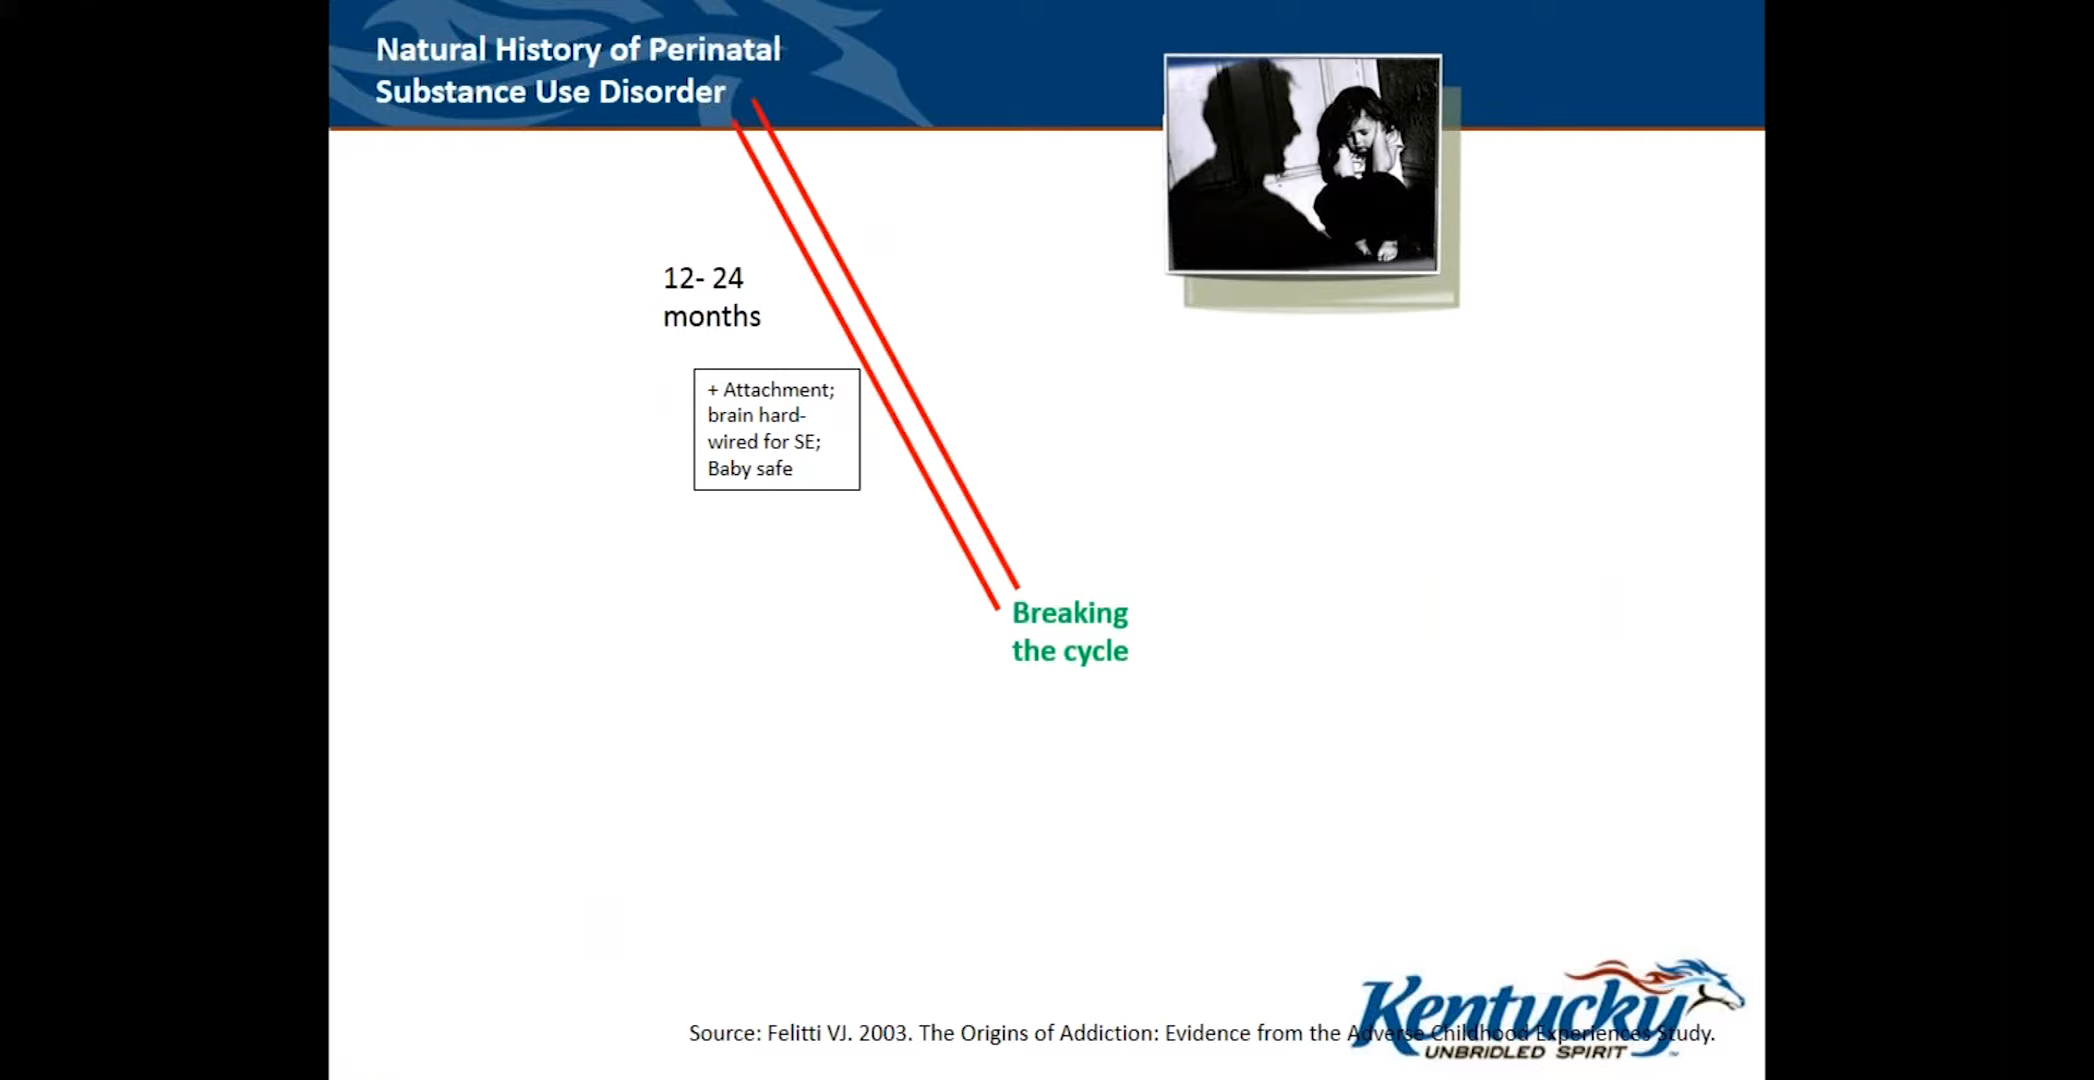 Natural History of Perinatal
Substance Use Disorder
12- 24
months
+ Attachment;
brain hard-
wired for SE;
Baby safe
Breaking
the cycle
Source: Felitti VJ. 2003. The Origins of Addiction: Evidence from the Adverse Childhood Experiences Study.
Kentucky
UNBRIDLED SPIRIT™